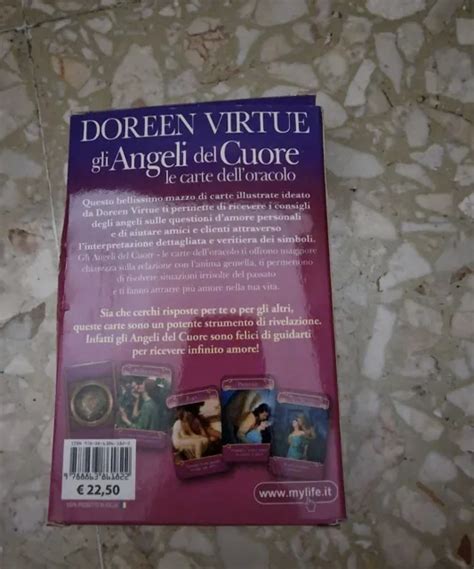 DOREEN VIRTUE
gli Angeli del Cuore
le carte dell'oracolo
Questo bellissimo mazzo di carte illustrate ideato
da Doreen Virtue ti permette di ricevere i consigli
degli angeli sulle questioni d'amore personali
e di aiutare amici e clienti attraverso
l'interpretazione dettagliata e veritiera dei simboli.
Gli Angeli del Cuore - le carte dell'oracolo ti offrono maggiore
chiarezza sulla relazione con l'anima gemella, ti permettono
di risolvere situazioni irrisolte del passato
e ti fanno attrarre più amore nella tua vita.
Sia che cerchi risposte per te o per gli altri,
queste carte sono un potente strumento di rivelazione.
Infatti gli Angeli del Cuore sono felici di guidarti
per ricevere infinito amore!
ISBN
€ 22,50
www.mylife.it